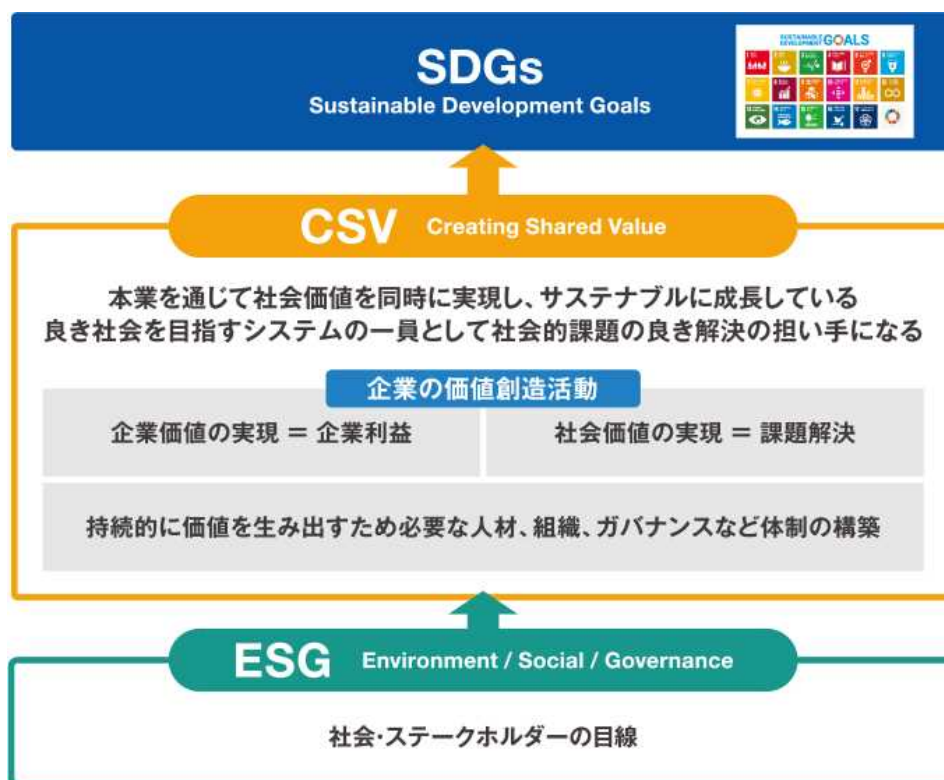 SDGs
Sustainable Development Goals
SUSTAINABLE
DEVELOPMENT GOALS
CSV Creating Shared Value
本業を通じて社会価値を同時に実現し、サステナブルに成長している
良き社会を目指すシステムの一員として社会的課題の良き解決の担い手になる
企業の価値創造活動
企業価値の実現 = 企業利益
社会価値の実現 = 課題解決
持続的に価値を生み出すため必要な人材、組織、ガバナンスなど体制の構築
ESG Environment / Social / Governance
社会・ステークホルダーの目線